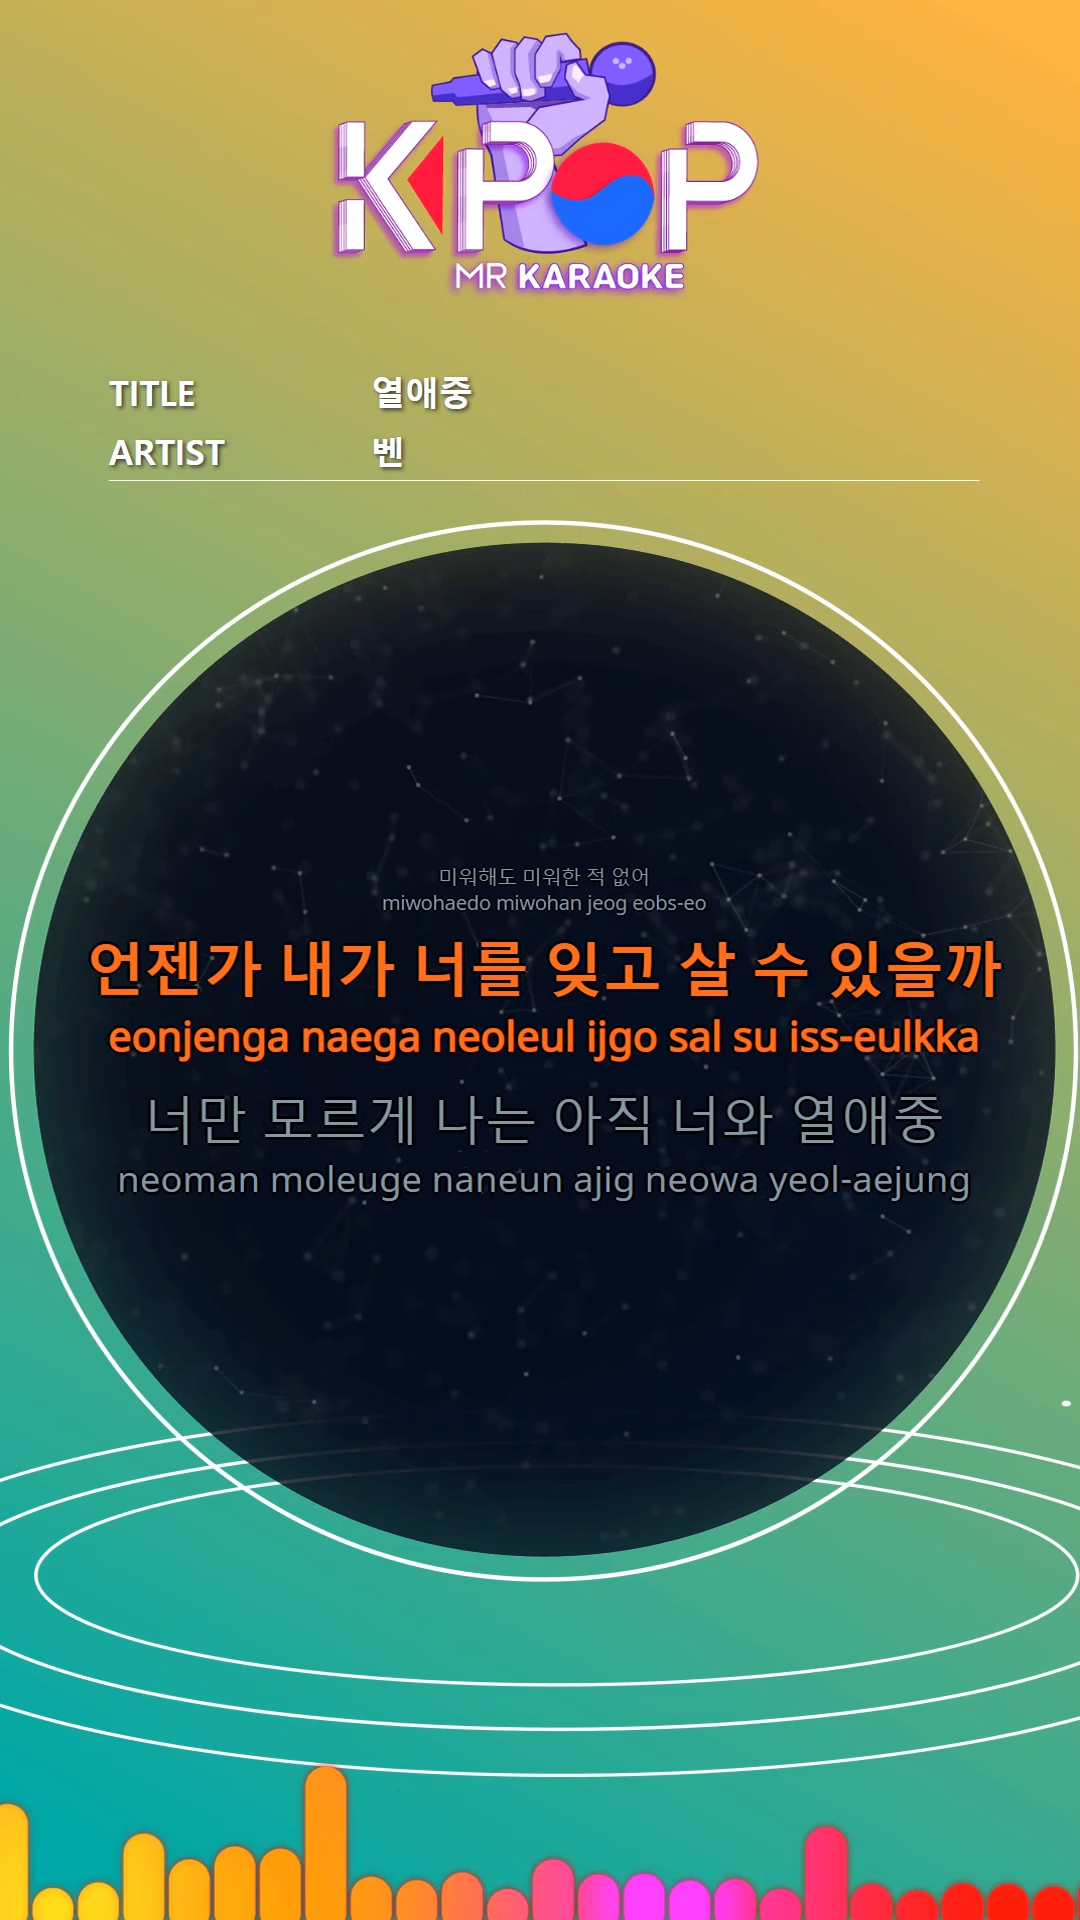 KPOP
MR KARAOKE
TITLE 열애중
ARTIST 벤
미워해도 미워한 적 없어
miwohaedo miwohan jeog eobs-eo
언젠가 내가 너를 잊고 살 수 있을까
eonjenga naega neoleul ijgo sal su iss-eulkka
너만 모르게 나는 아직 너와 열애중
neoman moleuge naneun ajig neowa yeol-aejung